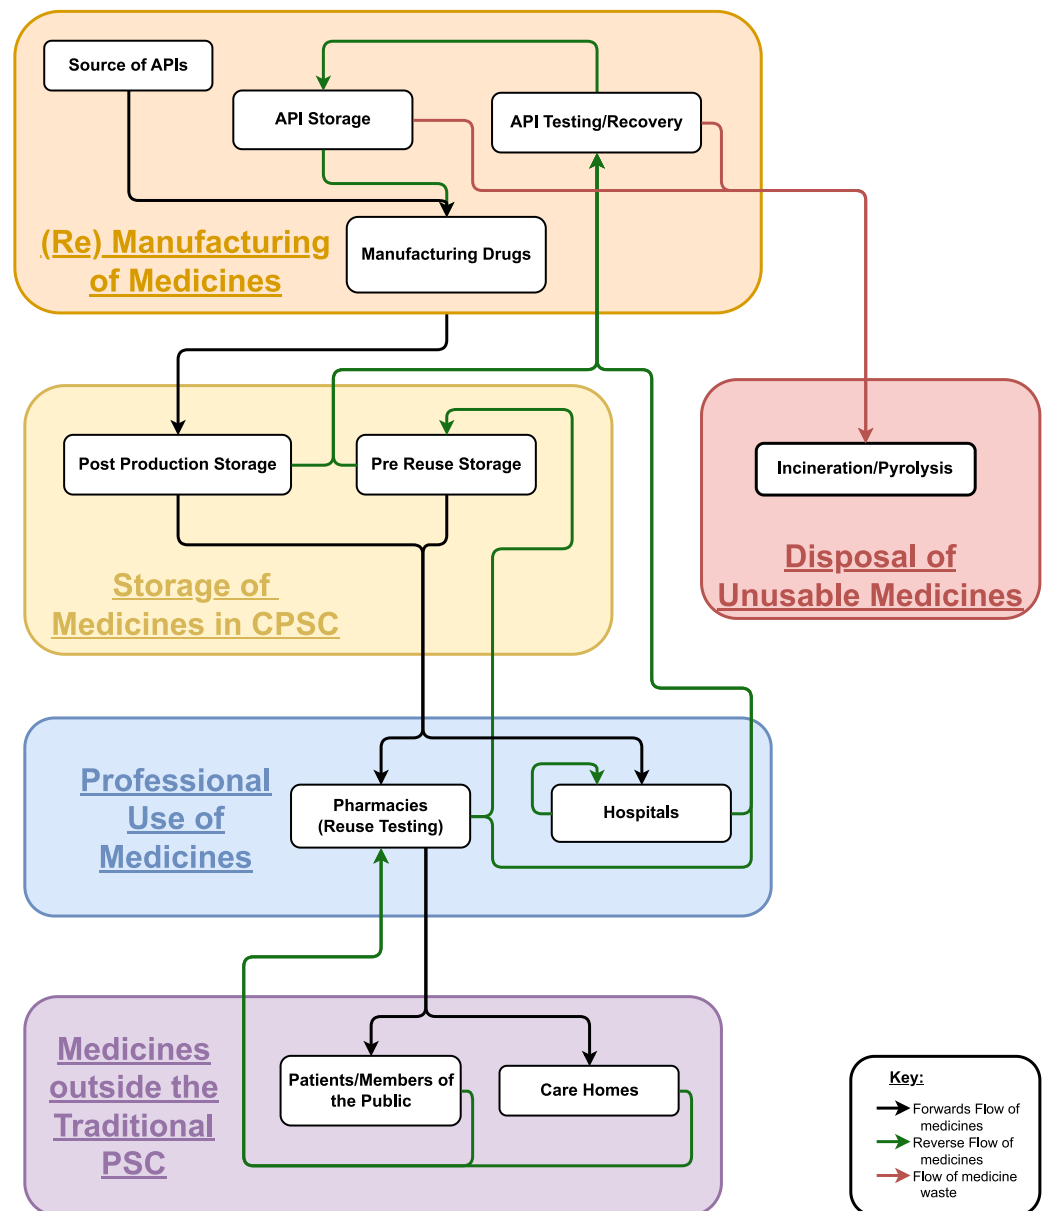 Source of APIs
API Storage
API Testing/Recovery
Manufacturing Drugs
(Re) Manufacturing
of Medicines
Post Production Storage
Pre Reuse Storage
Storage of
Medicines in CPSC
Incineration/Pyrolysis
Disposal of
Unusable Medicines
Professional
Use of
Medicines
Pharmacies
(Reuse Testing)
Hospitals
Medicines
outside the
Traditional
PSC
Patients/Members of
the Public
Care Homes
Key:
Forwards Flow of
medicines
Reverse Flow of
medicines
Flow of medicine
waste